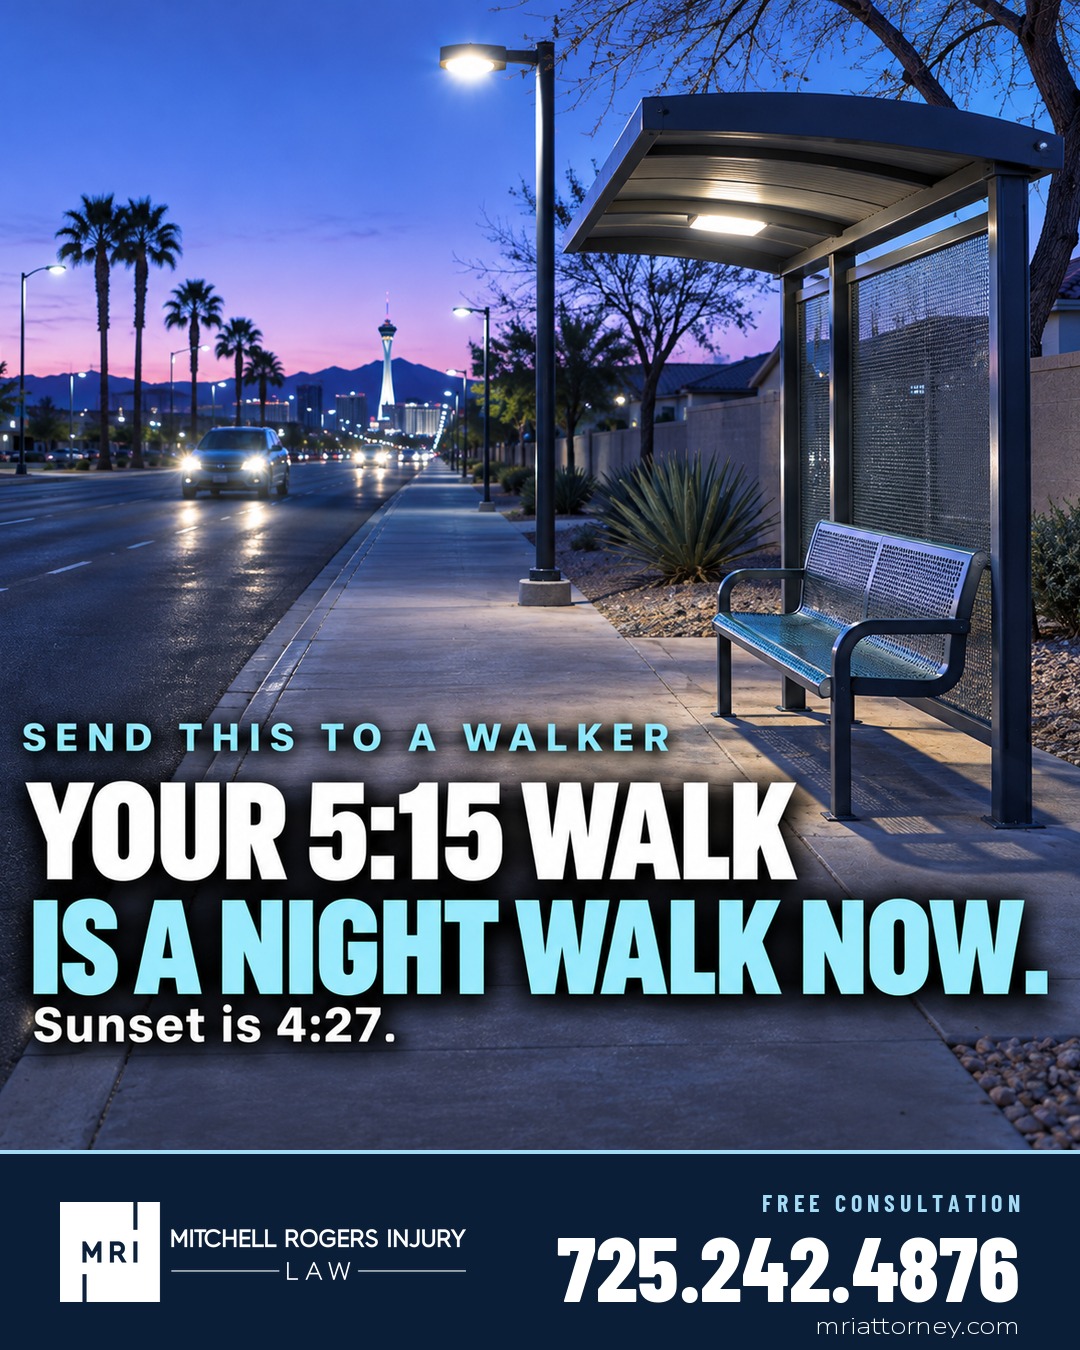 SEND THIS TO A WALKER
YOUR 5:15 WALK
IS A NIGHT WALK NOW.
Sunset is 4:27.
FREE CONSULTATION
MRI
MITCHELL ROGERS INJURY
LAW
725.242.4876
mriattorney.com